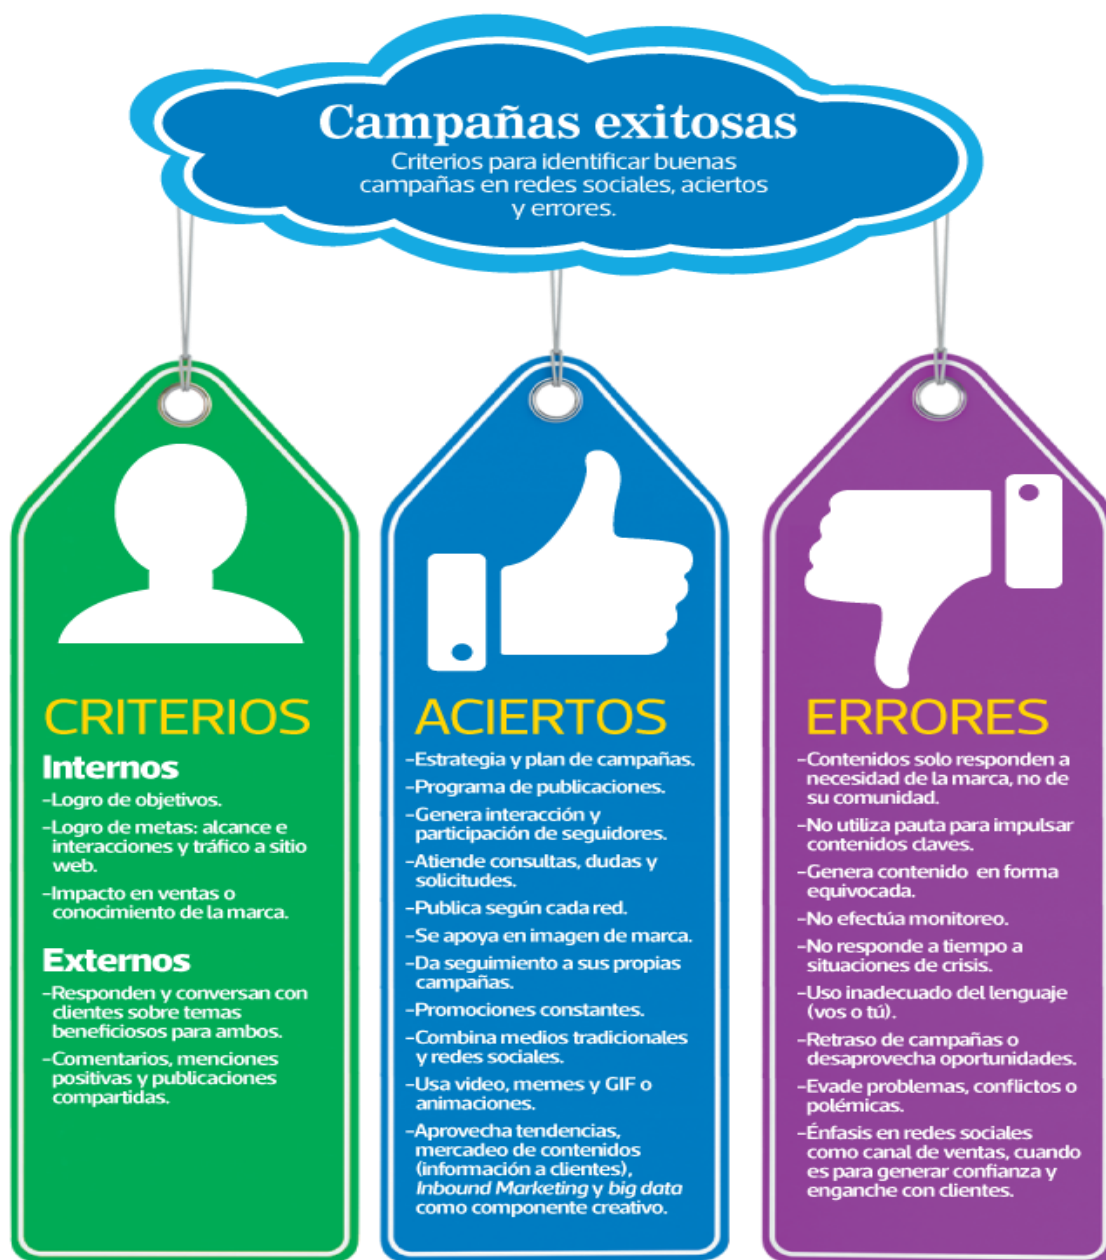 Campañas exitosas
Criterios para identificar buenas
campañas en redes sociales, aciertos
y errores.
CRITERIOS
Internos
-Logro de objetivos.
-Logro de metas: alcance e
interacciones y tráfico a sitio
web.
-Impacto en ventas o
conocimiento de la marca.
Externos
-Responden y conversan con
clientes sobre temas
beneficiosos para ambos.
-Comentarios, menciones
positivas y publicaciones
compartidas.
ACIERTOS
-Estrategia y plan de campañas.
-Programa de publicaciones.
-Genera interacción y
participación de seguidores.
-Atiende consultas, dudas y
solicitudes.
-Publica según cada red.
-Se apoya en imagen de marca.
-Da seguimiento a sus propias
campañas.
-Promociones constantes.
-Combina medios tradicionales
y redes sociales.
-Usa video, memes y GIF o
animaciones.
-Aprovecha tendencias,
mercadeo de contenidos
(información a clientes),
Inbound Marketing y big data
como componente creativo.
ERRORES
-Contenidos solo responden a
necesidad de la marca, no de
su comunidad.
-No utiliza pauta para impulsar
contenidos claves.
-Genera contenido en forma
equivocada.
-No efectúa monitoreo.
-No responde a tiempo a
situaciones de crisis.
-Uso inadecuado del lenguaje
(vos o tú).
-Retraso de campañas o
desaprovecha oportunidades.
-Evade problemas, conflictos o
polémicas.
-Énfasis en redes sociales
como canal de ventas, cuando
es para generar confianza y
enganche con clientes.